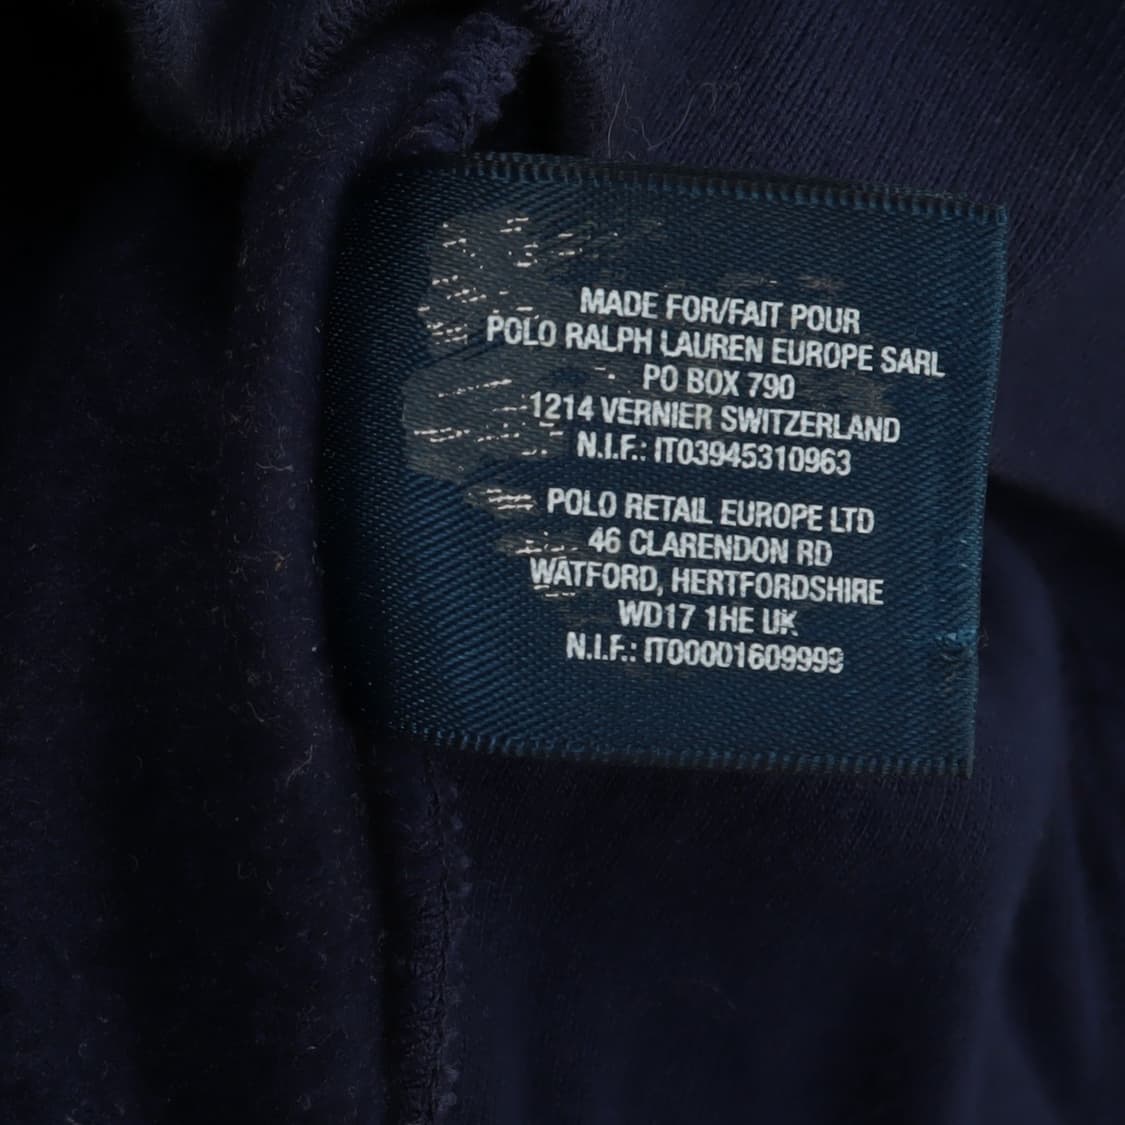 MADE FOR/FAIT POUR
POLO RALPH LAUREN EUROPE SARL
PO BOX 790
1214 VERNIER SWITZERLAND
N.I.F.: IT03945310963
POLO RETAIL EUROPE LTD
46 CLARENDON RD
WATFORD, HERTFORDSHIRE
WD17 1HE UK
N.I.F.: IT00001609999